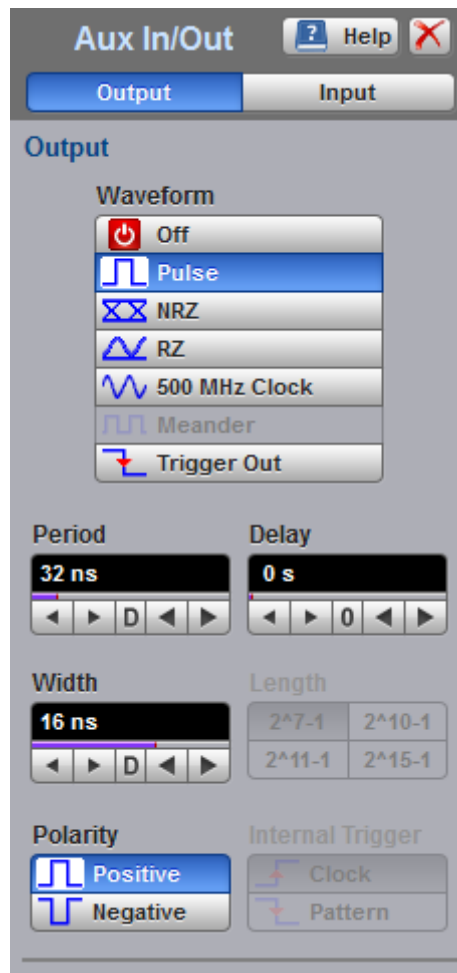 Aux In/Out ? Help
Output Input
Output
Waveform
Off
Pulse
NRZ
RZ
500 MHz Clock
Meander
Trigger Out
Period Delay
32 ns 0 s
D 0
Width Length
16 ns 2^7-1 2^10-1
D 2^11-1 2^15-1
Polarity Internal Trigger
Positive Clock
Negative Pattern